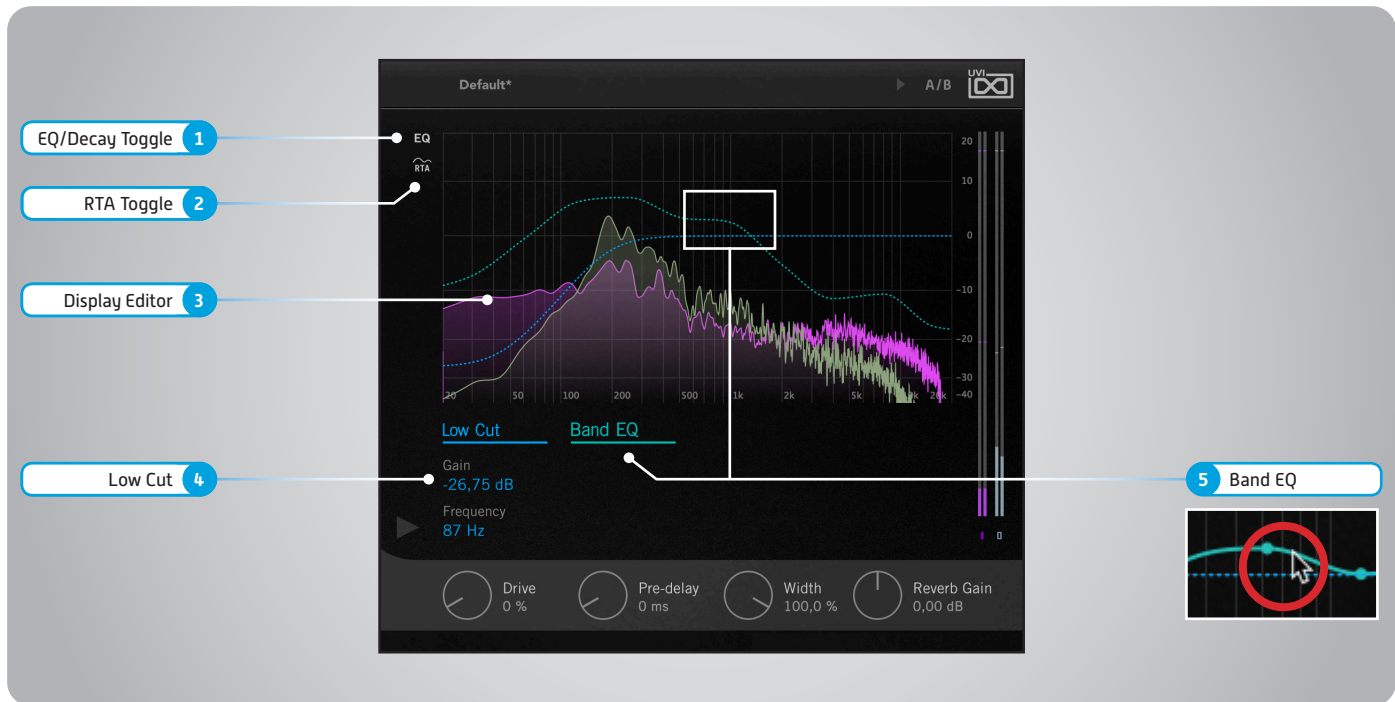 Default*
A/B
UVI
EQ/Decay Toggle 1
EQ
RTA
RTA Toggle 2
Display Editor 3
20
10
0
-10
-20
-30
-40
20 50 100 200 500 1k 2k 5k 20k
Low Cut Band EQ
Gain
-26,75 dB
Low Cut 4
5 Band EQ
Frequency
87 Hz
Drive
0 %
Pre-delay
0 ms
Width
100,0 %
Reverb Gain
0,00 dB